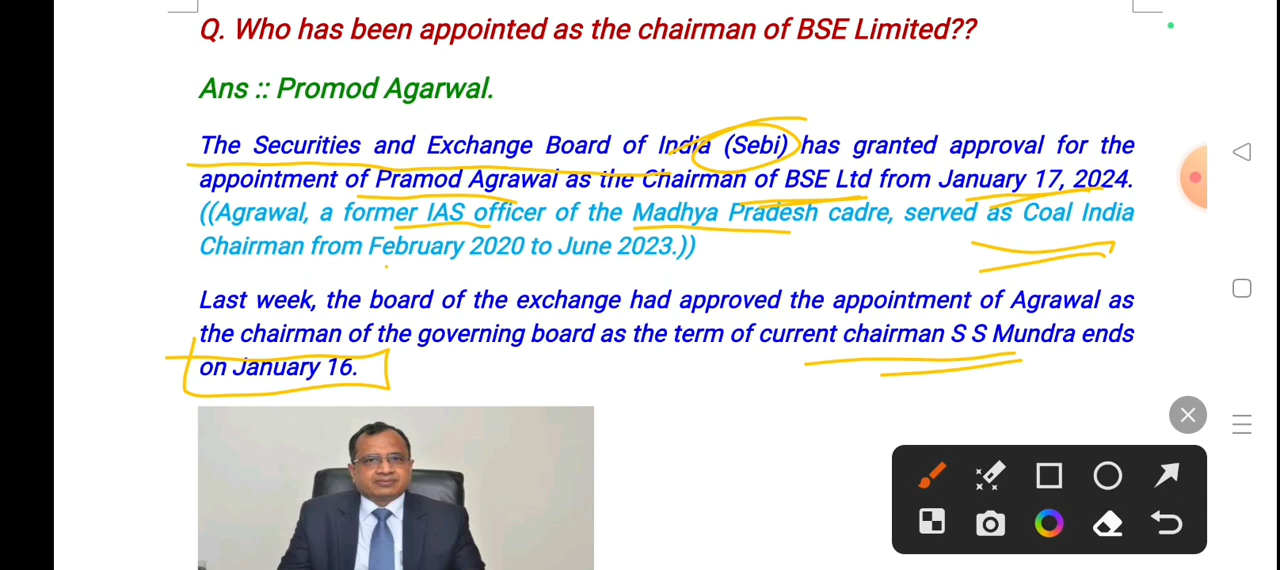 Q. Who has been appointed as the chairman of BSE Limited??
Ans :: Promod Agarwal.
The Securities and Exchange Board of India (Sebi) has granted approval for the
appointment of Pramod Agrawal as the Chairman of BSE Ltd from January 17, 2024.
((Agrawal, a former IAS officer of the Madhya Pradesh cadre, served as Coal India
Chairman from February 2020 to June 2023.))
Last week, the board of the exchange had approved the appointment of Agrawal as
the chairman of the governing board as the term of current chairman S S Mundra ends
on January 16.